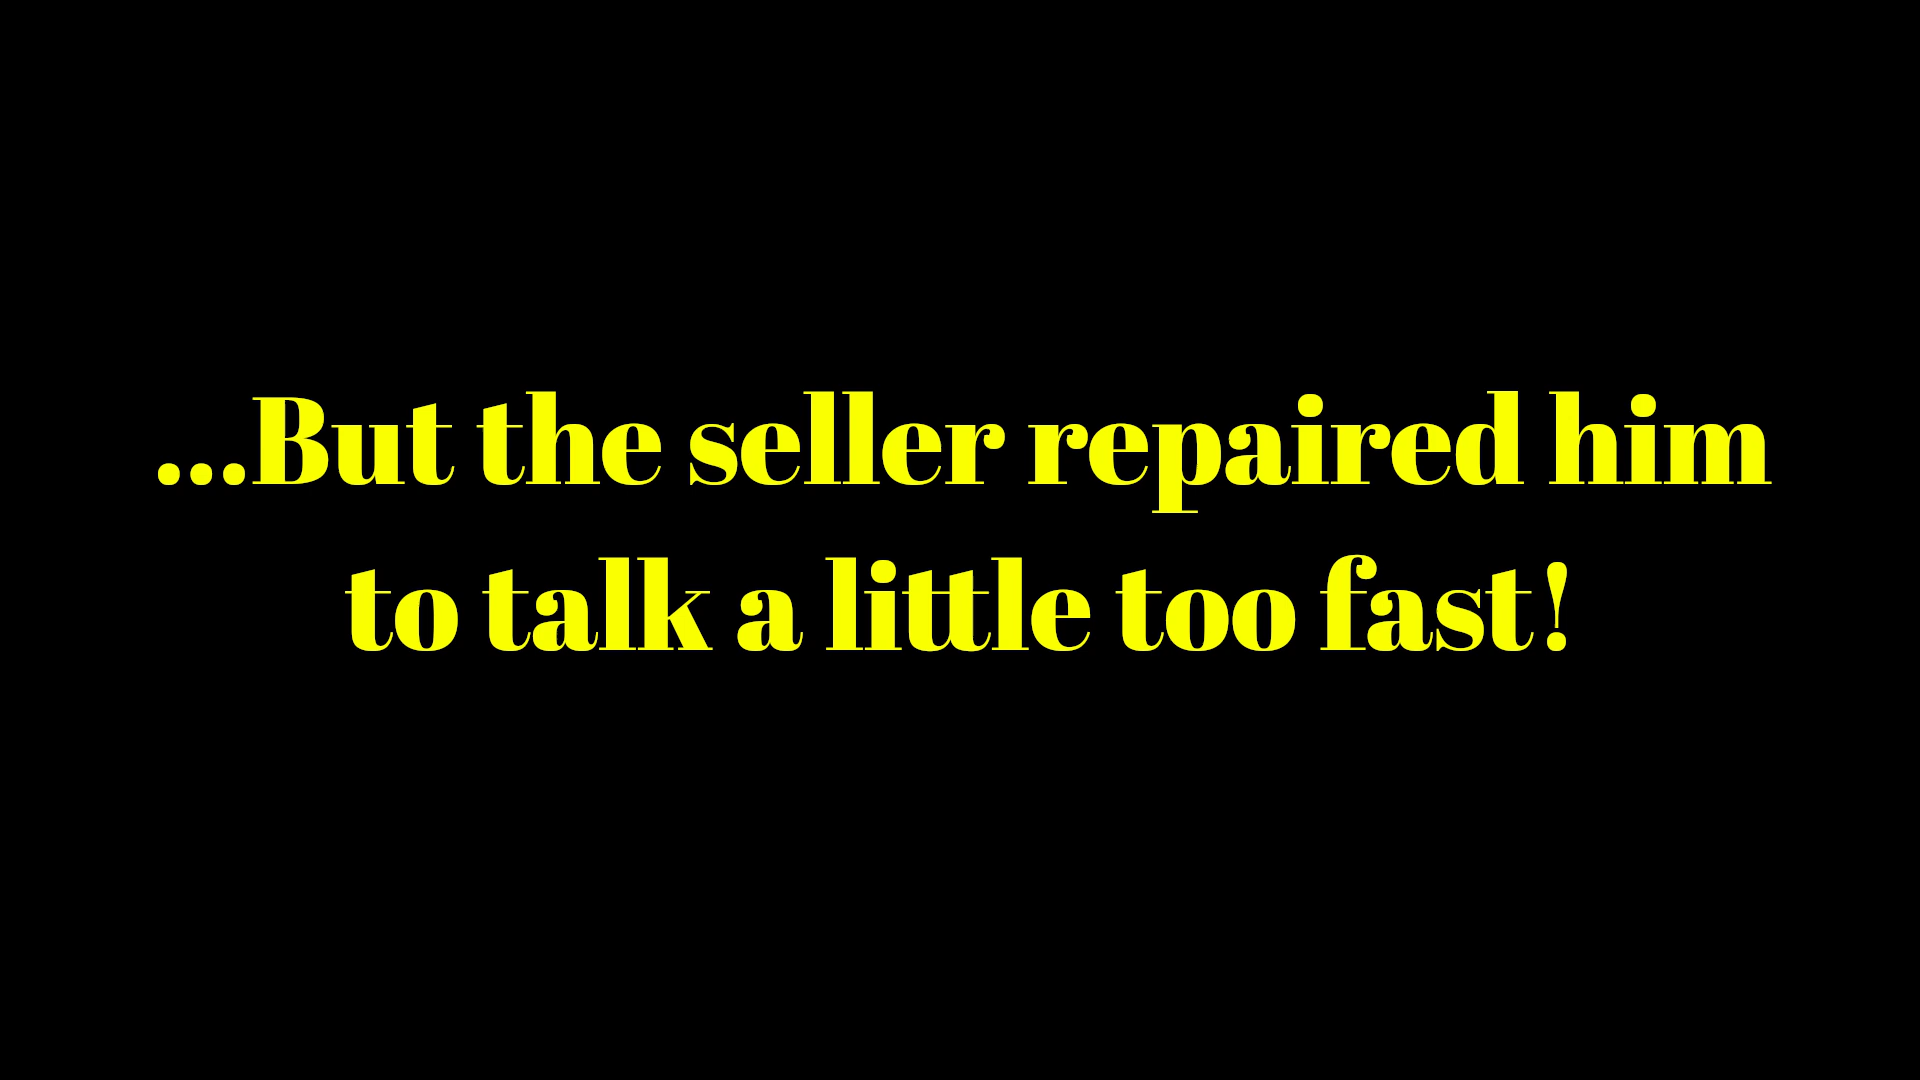 ...But the seller repaired him
to talk a little too fast!